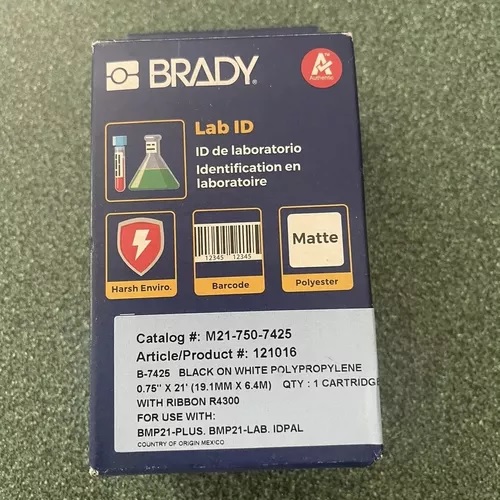 BRADY
A
Authentic
Lab ID
ID de laboratorio
Identification en
laboratoire
Harsh Enviro.
12345 12345
Barcode
Matte
Polyester
Catalog #: M21-750-7425
Article/Product #: 121016
B-7425 BLACK ON WHITE POLYPROPYLENE
0.75" X 21' (19.1MM X 6.4M) QTY : 1 CARTRIDGE
WITH RIBBON R4300
FOR USE WITH:
BMP21-PLUS. BMP21-LAB. IDPAL
COUNTRY OF ORIGIN MEXICO